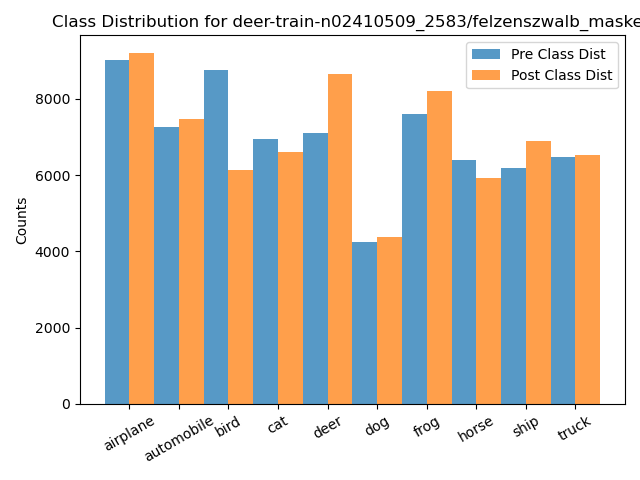 Class Distribution for deer-train-n02410509_2583/felzenszwalb_maske
Pre Class Dist
Post Class Dist
Counts
8000
6000
4000
2000
0
airplane
automobile
bird
cat
deer
dog
frog
horse
ship
truck